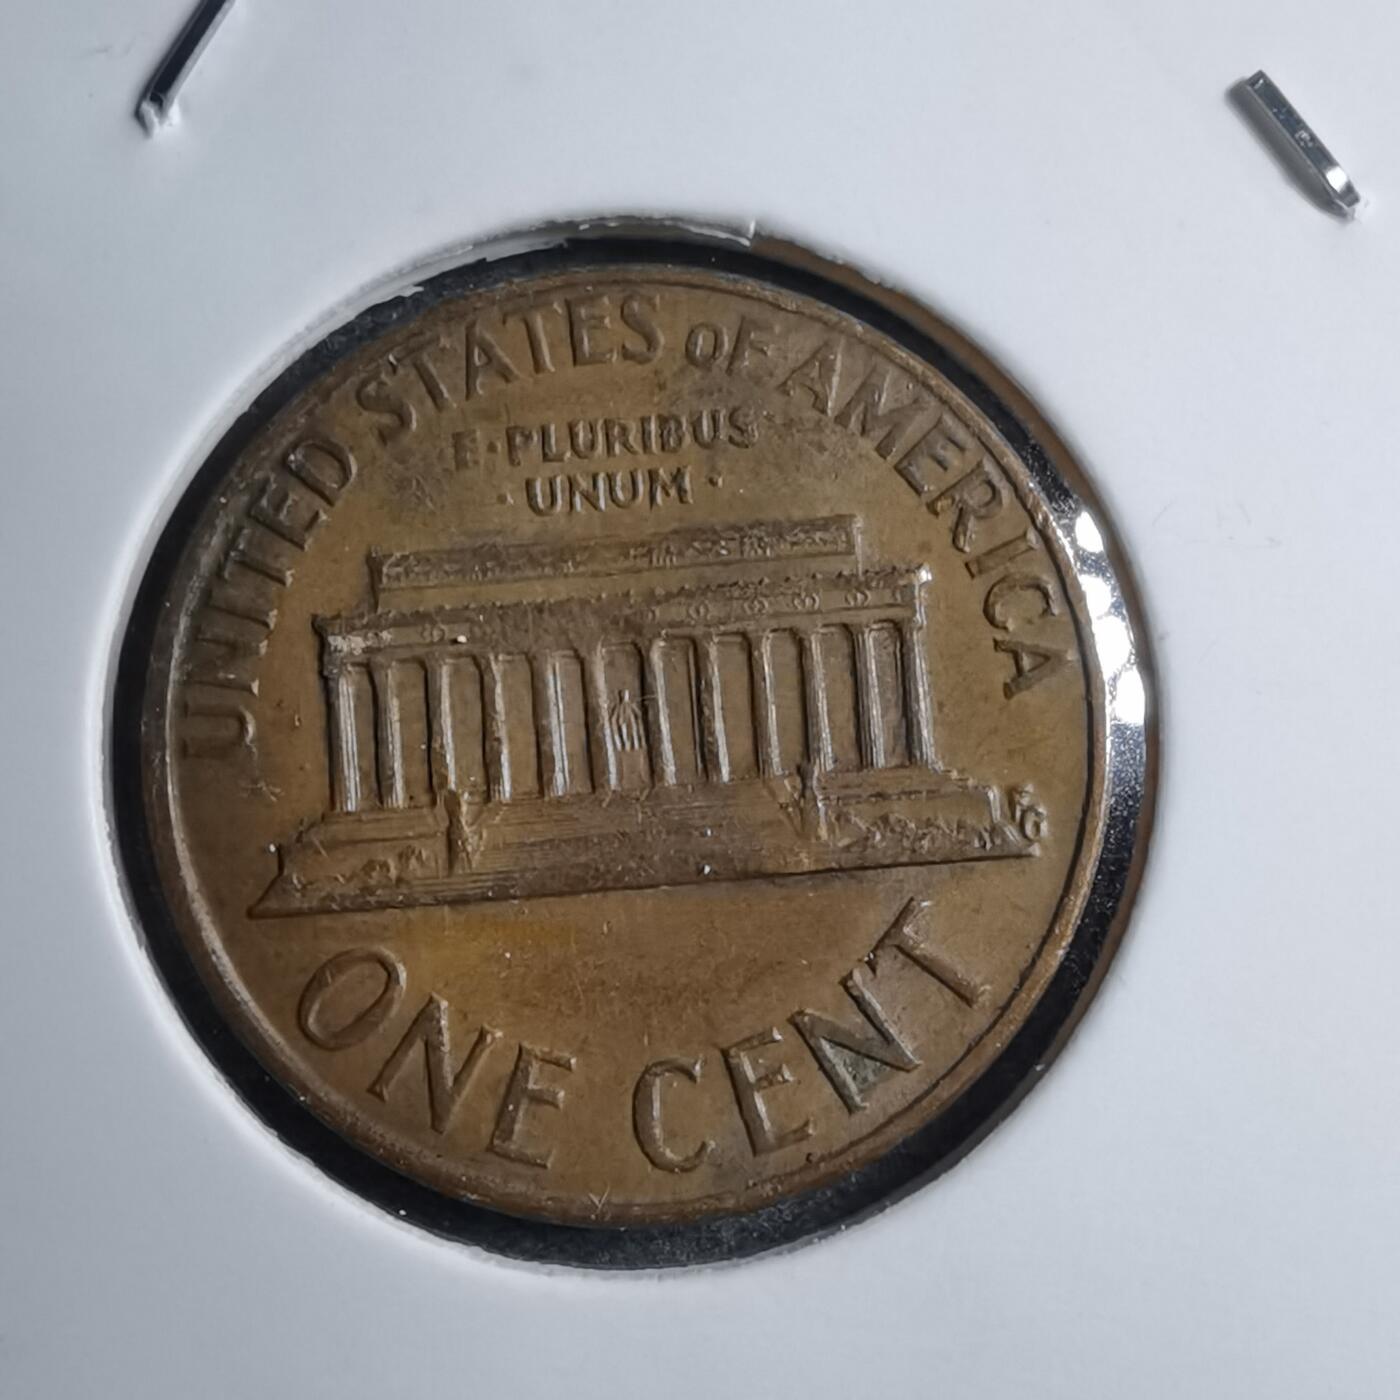 UNITED STATES OF AMERICA
E·PLURIBUS
·UNUM·
FG
ONE CENT